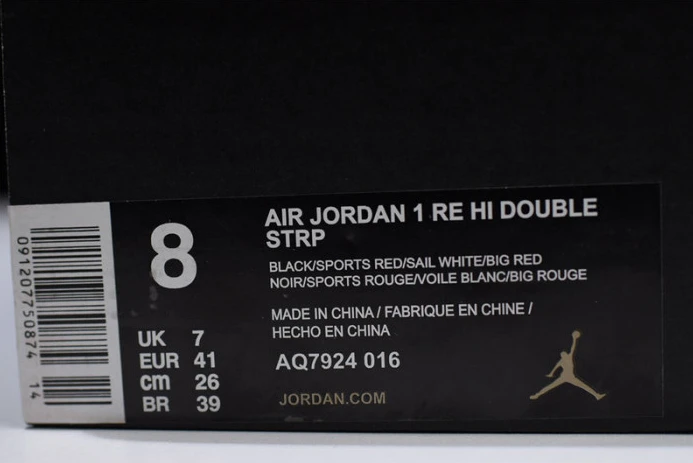 091207750874 14
8
UK 7
EUR 41
cm 26
BR 39
AIR JORDAN 1 RE HI DOUBLE
STRP
BLACK/SPORTS RED/SAIL WHITE/BIG RED
NOIR/SPORTS ROUGE/VOILE BLANC/BIG ROUGE
MADE IN CHINA / FABRIQUE EN CHINE /
HECHO EN CHINA
AQ7924 016
JORDAN.COM